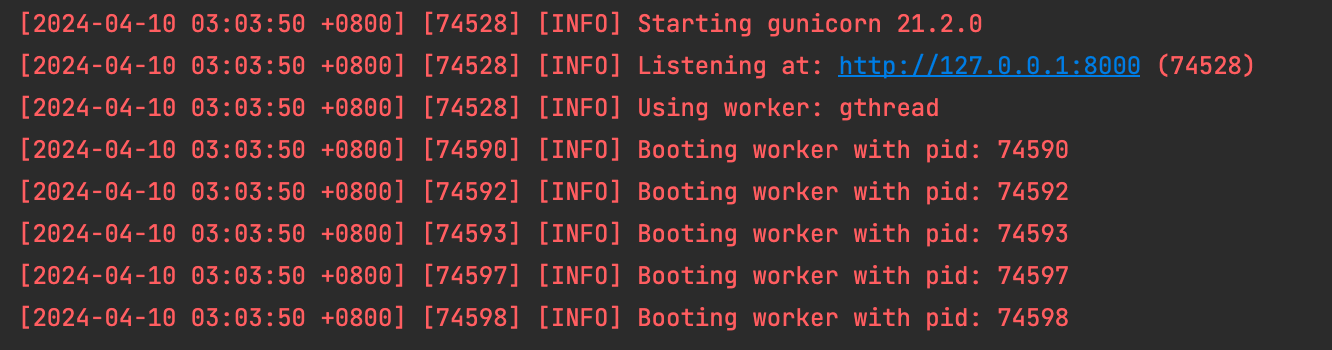 [2024-04-10 03:03:50 +0800] [74528] [INFO] Starting gunicorn 21.2.0
[2024-04-10 03:03:50 +0800] [74528] [INFO] Listening at: http://127.0.0.1:8000 (74528)
[2024-04-10 03:03:50 +0800] [74528] [INFO] Using worker: gthread
[2024-04-10 03:03:50 +0800] [74590] [INFO] Booting worker with pid: 74590
[2024-04-10 03:03:50 +0800] [74592] [INFO] Booting worker with pid: 74592
[2024-04-10 03:03:50 +0800] [74593] [INFO] Booting worker with pid: 74593
[2024-04-10 03:03:50 +0800] [74597] [INFO] Booting worker with pid: 74597
[2024-04-10 03:03:50 +0800] [74598] [INFO] Booting worker with pid: 74598